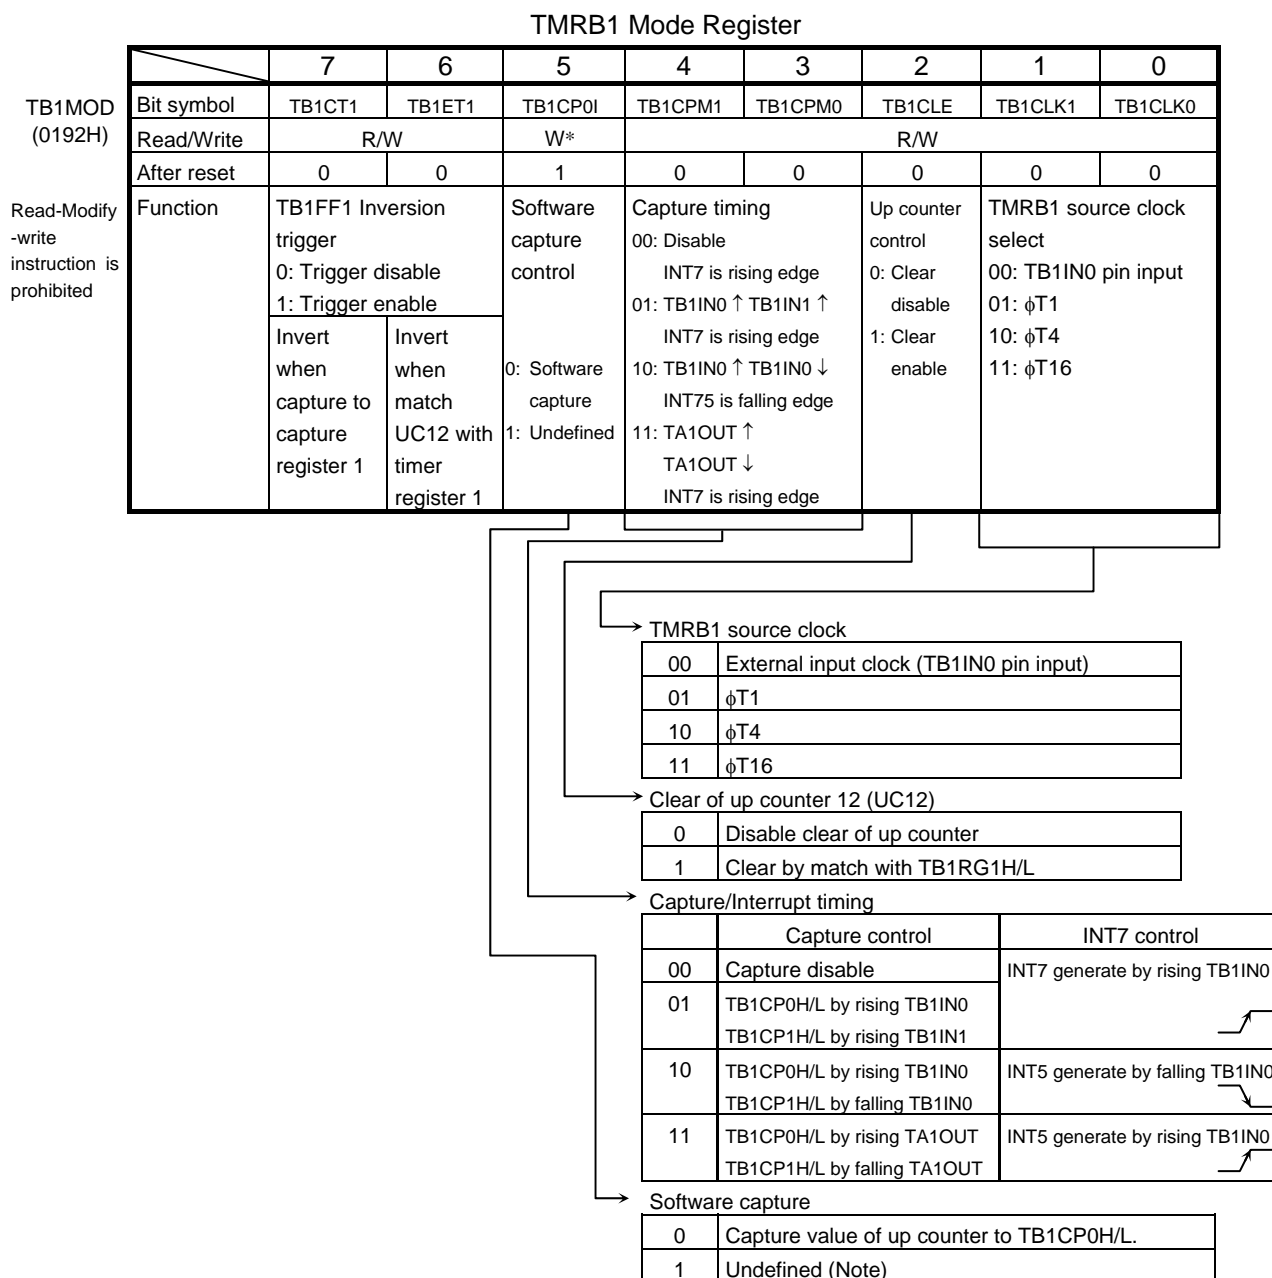 TMRB1 Mode Register
7 6 5 4 3 2 1 0
TB1MOD
(0192H)
Bit symbol TB1CT1 TB1ET1 TB1CP0I TB1CPM1 TB1CPM0 TB1CLE TB1CLK1 TB1CLK0
Read/Write R/W W* R/W
After reset 0 0 1 0 0 0 0 0
Read-Modify
-write
instruction is
prohibited
Function
TB1FF1 Inversion
trigger
0: Trigger disable
1: Trigger enable
Invert
when
capture to
capture
register 1
Invert
when
match
UC12 with
timer
register 1
Software
capture
control
0: Software
capture
1: Undefined
Capture timing
00: Disable
INT7 is rising edge
01: TB1IN0 ↑ TB1IN1 ↑
INT7 is rising edge
10: TB1IN0 ↑ TB1IN0 ↓
INT75 is falling edge
11: TA1OUT ↑
TA1OUT ↓
INT7 is rising edge
Up counter
control
0: Clear
disable
1: Clear
enable
TMRB1 source clock
select
00: TB1IN0 pin input
01: ϕT1
10: ϕT4
11: ϕT16
TMRB1 source clock
00 External input clock (TB1IN0 pin input)
01 ϕT1
10 ϕT4
11 ϕT16
Clear of up counter 12 (UC12)
0 Disable clear of up counter
1 Clear by match with TB1RG1H/L
Capture/Interrupt timing
Capture control INT7 control
00 Capture disable INT7 generate by rising TB1IN0
01 TB1CP0H/L by rising TB1IN0
TB1CP1H/L by rising TB1IN1
10 TB1CP0H/L by rising TB1IN0 INT5 generate by falling TB1IN0
TB1CP1H/L by falling TB1IN0
11 TB1CP0H/L by rising TA1OUT INT5 generate by rising TB1IN0
TB1CP1H/L by falling TA1OUT
Software capture
0 Capture value of up counter to TB1CP0H/L.
1 Undefined (Note)